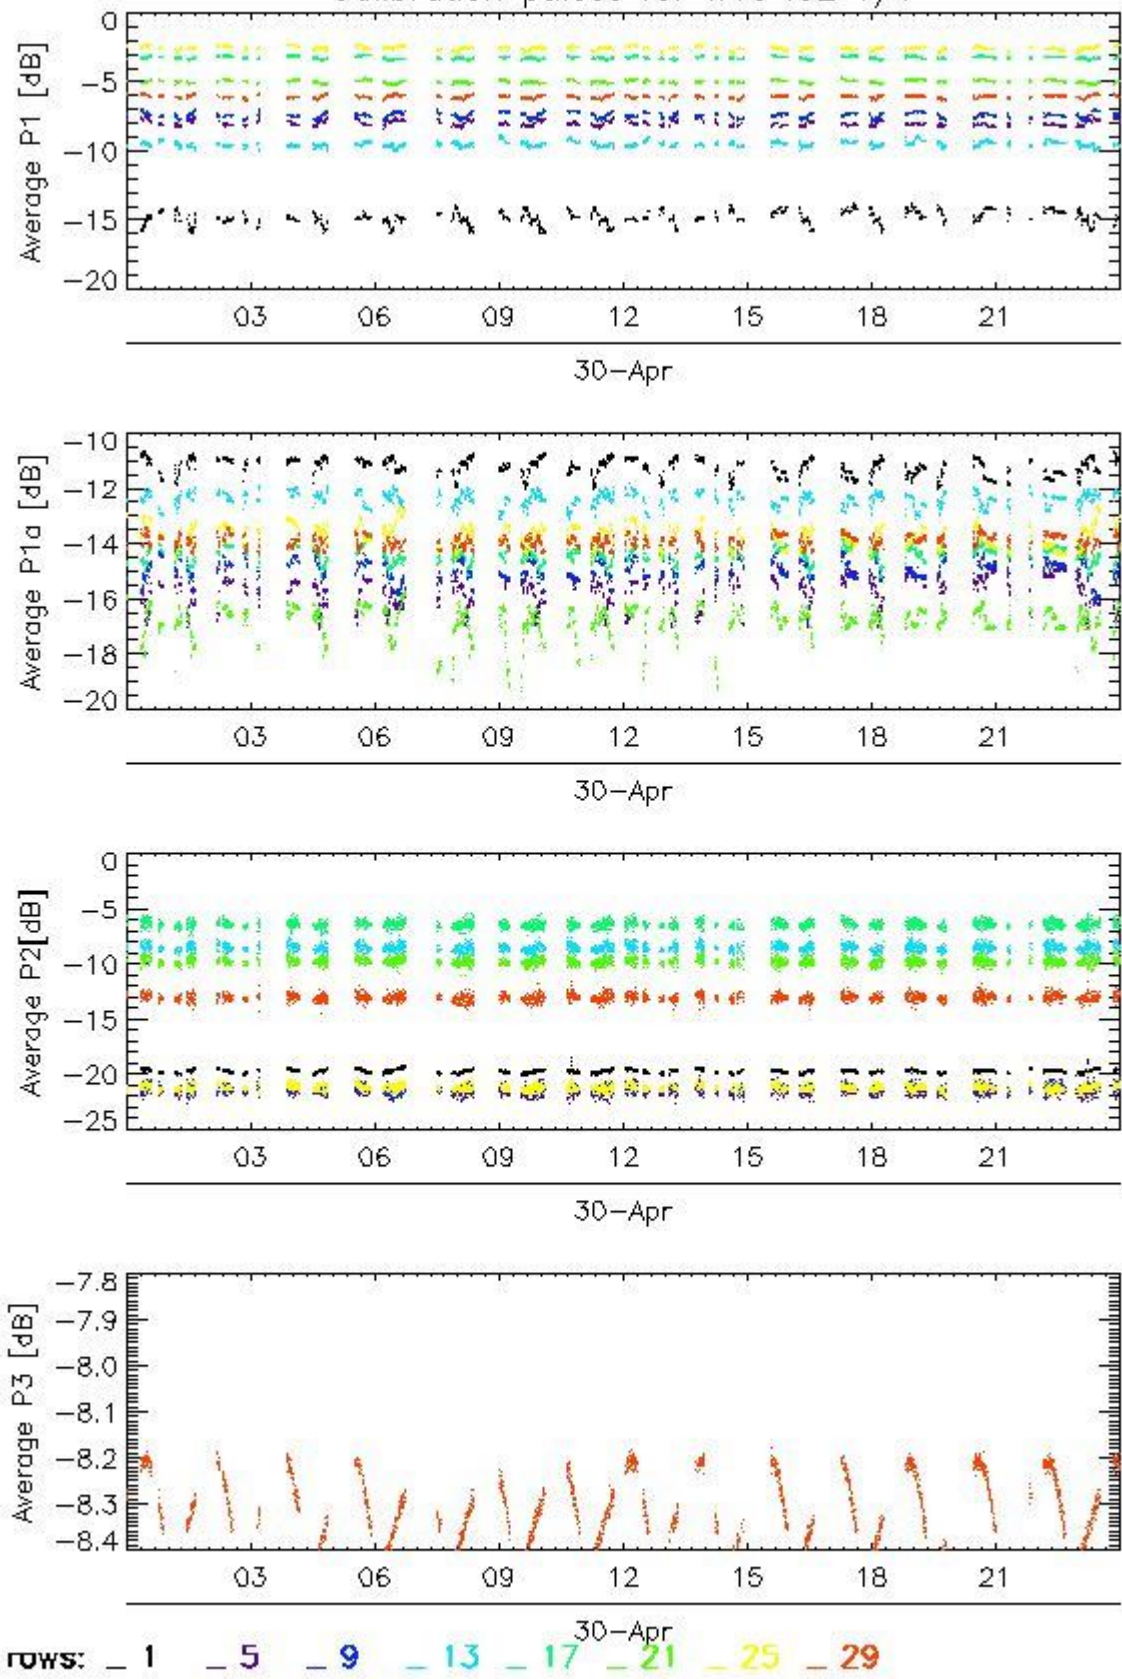 Calibration pulses for
0
−5
−10
−15
−20
Average P1 [dB]
03 06 09 12 15 18 21
30−Apr
−10
−12
−14
−16
−18
−20
Average P1a [dB]
03 06 09 12 15 18 21
30−Apr
0
−5
−10
−15
−20
−25
Average P2[dB]
03 06 09 12 15 18 21
30−Apr
−7.8
−7.9
−8.0
−8.1
−8.2
−8.3
−8.4
Average P3 [dB]
03 06 09 12 15 18 21
30−Apr
rows: _ 1 _ 5 _ 9 _ 13 _ 17 _ 21 _ 25 _ 29